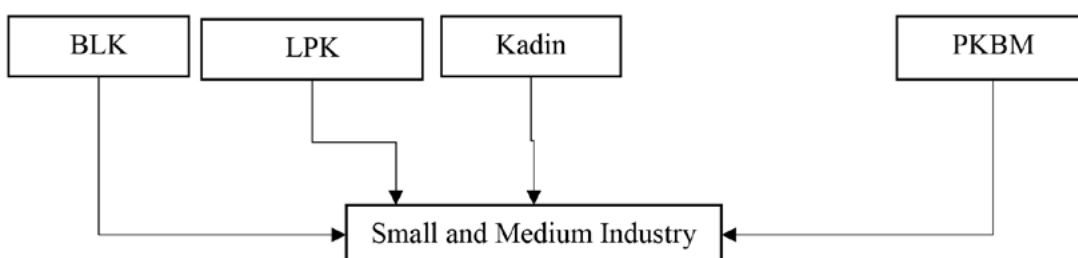 BLK
LPK
Kadin
PKBM
Small and Medium Industry